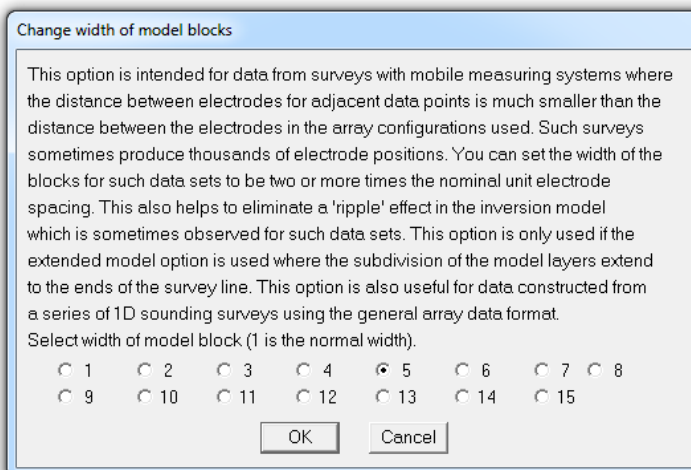 Change width of model blocks
This option is intended for data from surveys with mobile measuring systems where
the distance between electrodes for adjacent data points is much smaller than the
distance between the electrodes in the array configurations used. Such surveys
sometimes produce thousands of electrode positions. You can set the width of the
blocks for such data sets to be two or more times the nominal unit electrode
spacing. This also helps to eliminate a 'ripple' effect in the inversion model
which is sometimes observed for such data sets. This option is only used if the
extended model option is used where the subdivision of the model layers extend
to the ends of the survey line. This option is also useful for data constructed from
a series of 1D sounding surveys using the general array data format.
Select width of model block (1 is the normal width).
1 2 3 4 5 6 7 8
9 10 11 12 13 14 15
OK Cancel